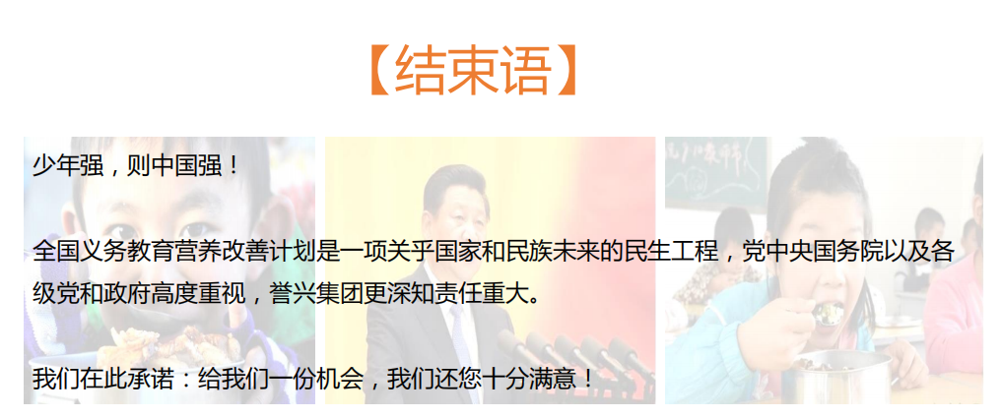 【结束语】
少年强，则中国强！
全国义务教育营养改善计划是一项关乎国家和民族未来的民生工程，党中央国务院以及各
级党和政府高度重视，誉兴集团更深知责任重大。
我们在此承诺：给我们一份机会，我们还您十分满意！